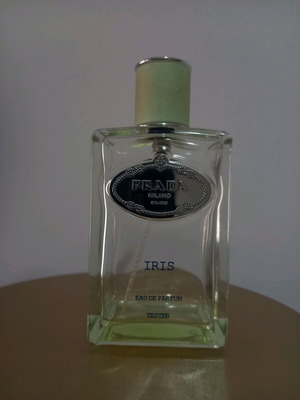 PRADA
MILANO
IRIS
EAU DE PARFUM
TESTER